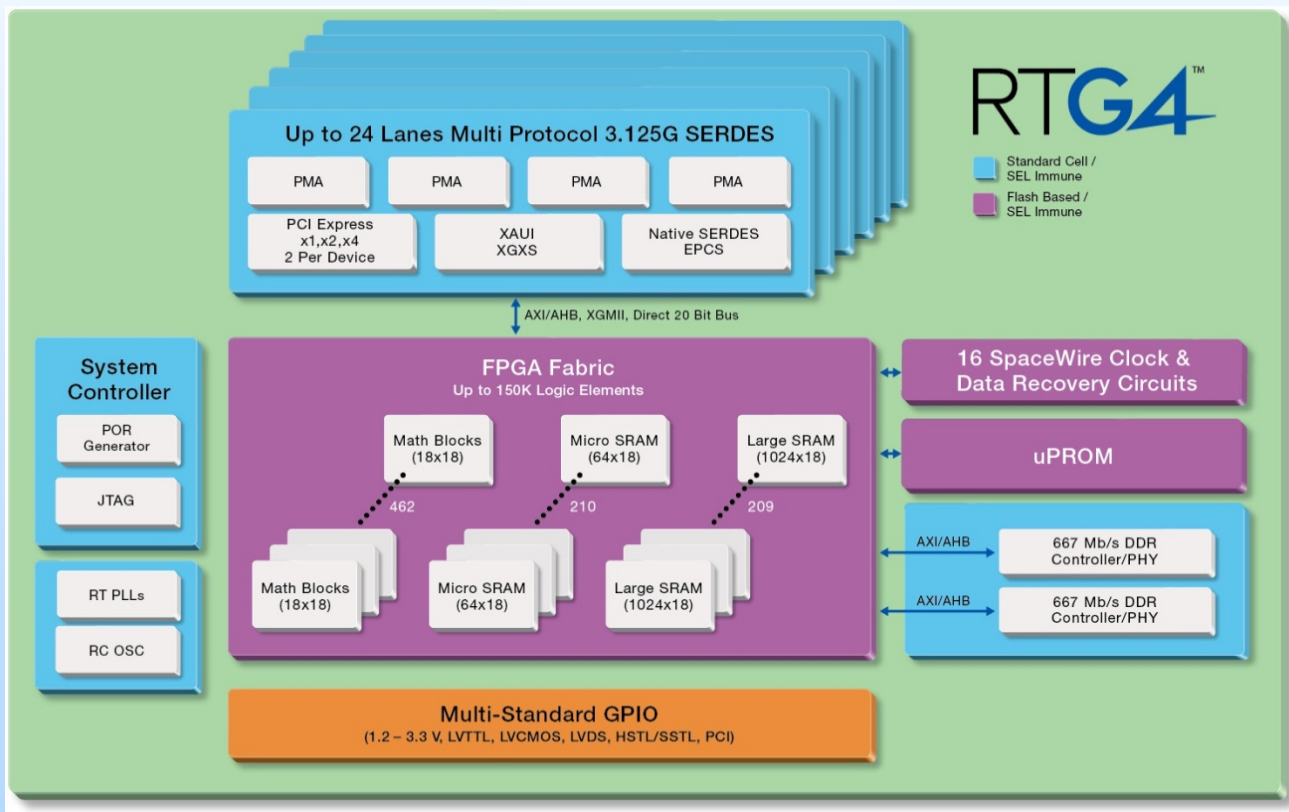 RTG4™
Standard Cell /
SEL Immune
Flash Based /
SEL Immune
Up to 24 Lanes Multi Protocol 3.125G SERDES
PMA
PMA
PMA
PMA
PCI Express
x1,x2,x4
2 Per Device
XAUI
XGXS
Native SERDES
EPCS
AXI/AHB, XGMII, Direct 20 Bit Bus
System
Controller
POR
Generator
JTAG
RT PLLs
RC OSC
FPGA Fabric
Up to 150K Logic Elements
Math Blocks
(18x18)
Micro SRAM
(64x18)
Large SRAM
(1024x18)
462
210
209
Math Blocks
(18x18)
Micro SRAM
(64x18)
Large SRAM
(1024x18)
16 SpaceWire Clock &
Data Recovery Circuits
uPROM
AXI/AHB
667 Mb/s DDR
Controller/PHY
AXI/AHB
667 Mb/s DDR
Controller/PHY
Multi-Standard GPIO
(1.2 – 3.3 V, LVTTL, LVCMOS, LVDS, HSTL/SSTL, PCI)